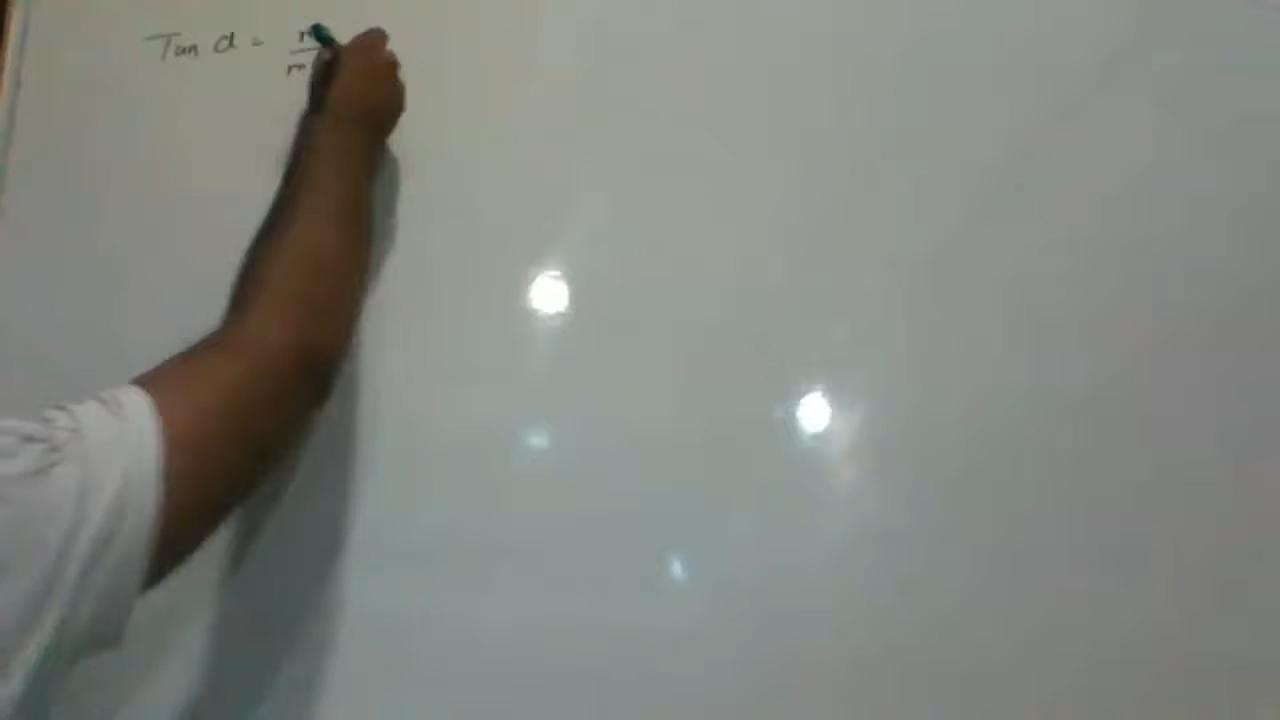 Tan α = m/m